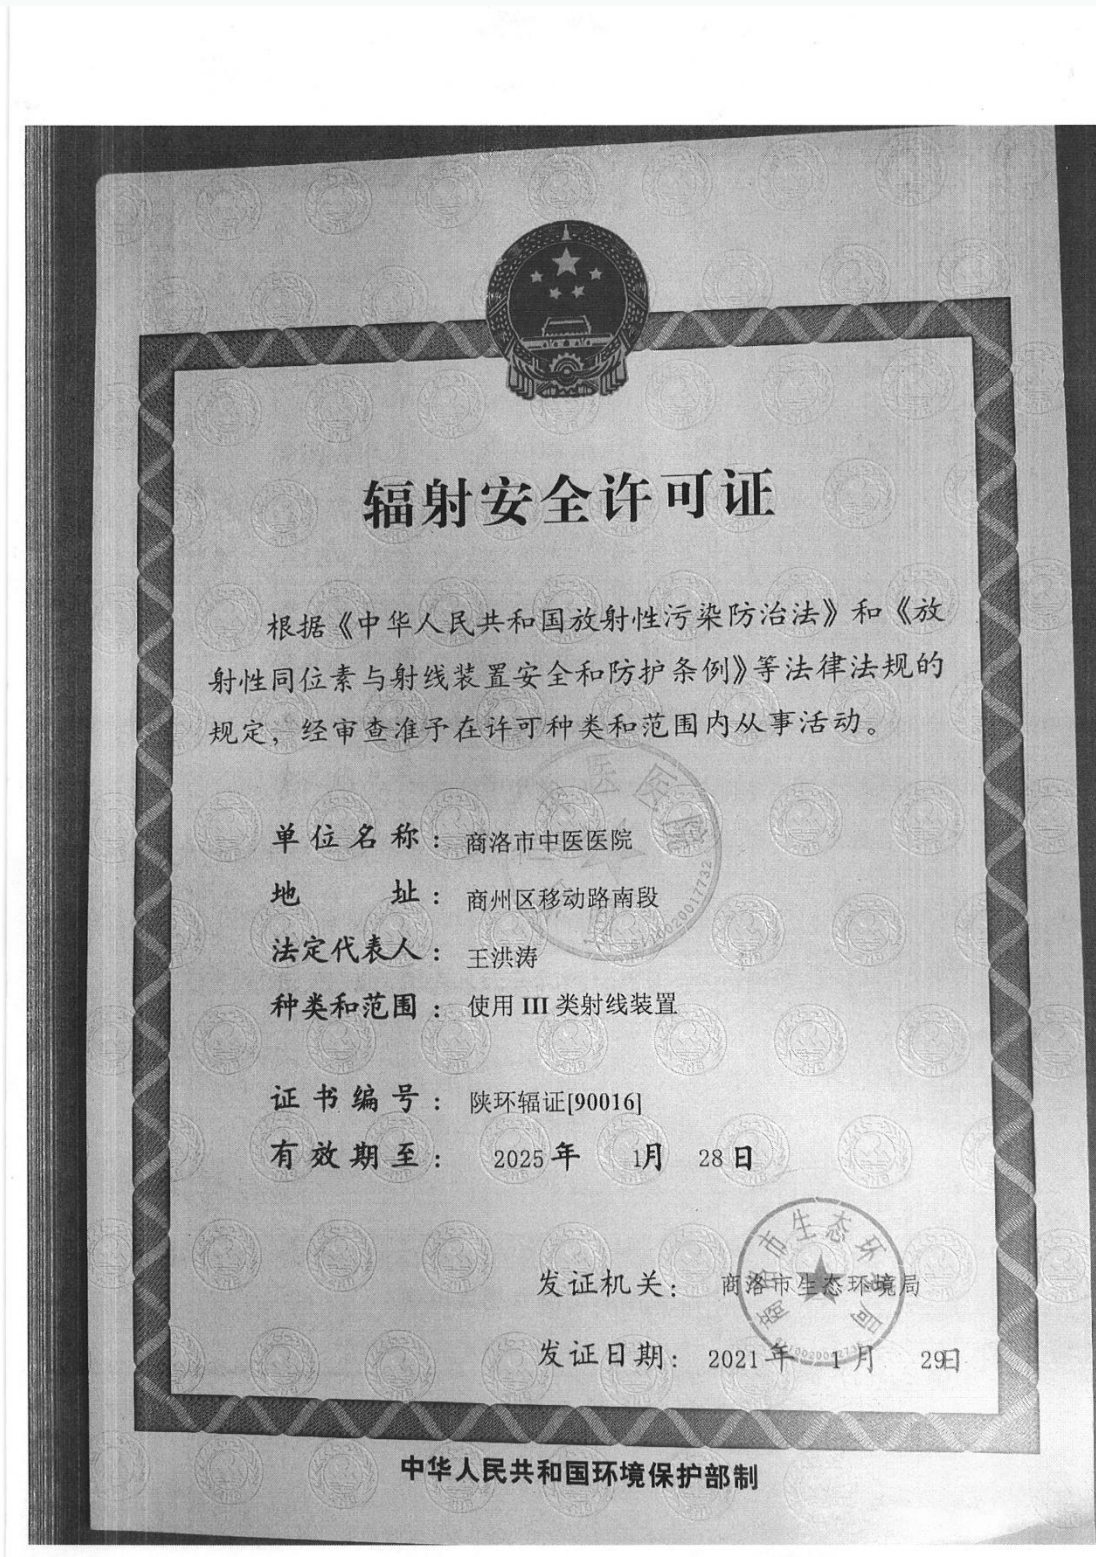 辐射安全许可证
根据《中华人民共和国放射性污染防治法》和《放
射性同位素与射线装置安全和防护条例》等法律法规的
规定，经审查准予在许可种类和范围内从事活动。
单位名称：商洛市中医医院
地址：商州区移动路南段
法定代表人：王洪涛
种类和范围：使用 III 类射线装置
证书编号：陕环辐证[90016]
有效期至：2025年 1月 28日
发证机关：商洛市生态环境局
发证日期：2021年 1月 29日
中华人民共和国环境保护部制
医医院
市生态环
局